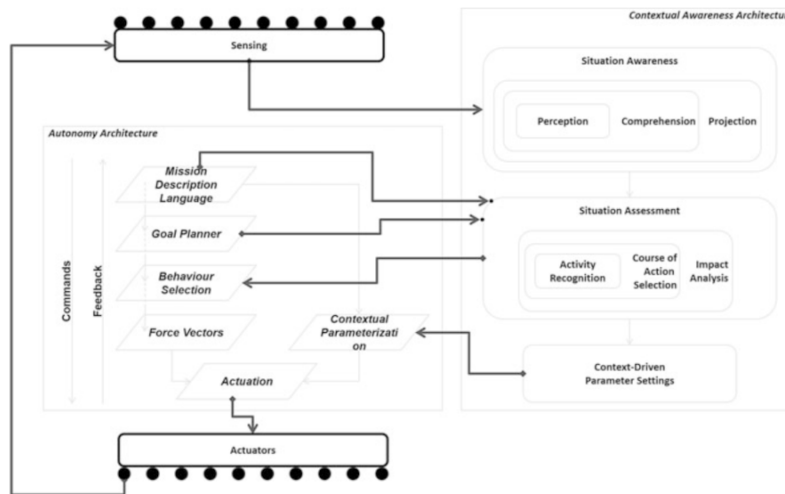 Contextual Awareness Architectur
Sensing
Situation Awareness
Perception
Comprehension
Projection
Autonomy Architecture
Mission
Description
Language
Goal Planner
Behaviour
Selection
Force Vectors
Contextual
Parameterizati
on
Actuation
Commands
Feedback
Situation Assessment
Activity
Recognition
Course of
Action
Selection
Impact
Analysis
Context-Driven
Parameter Settings
Actuators